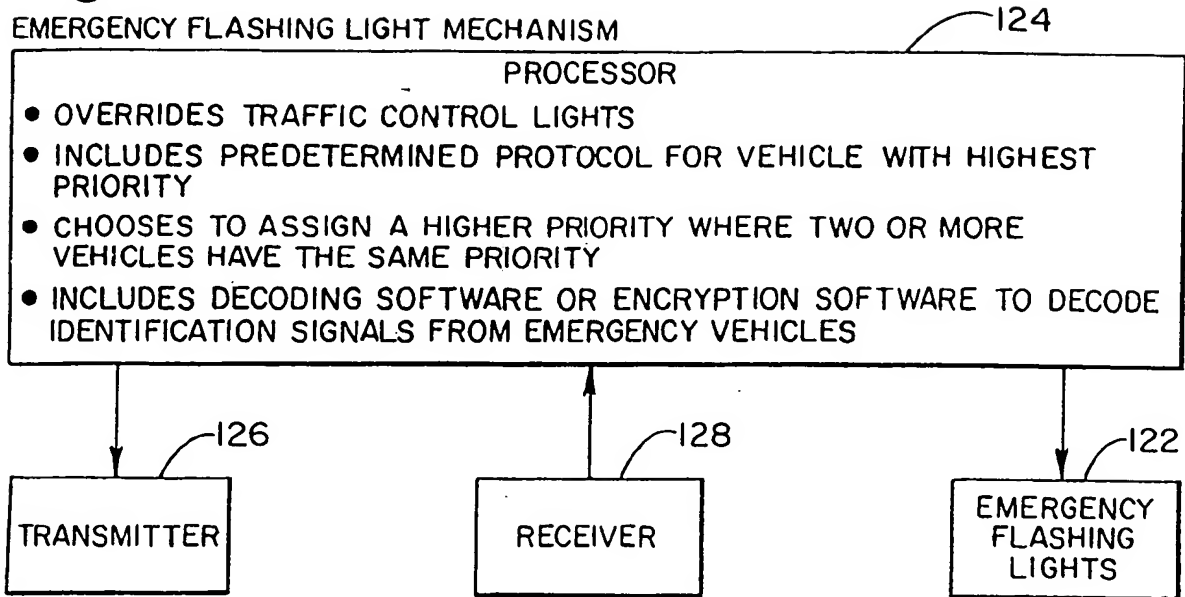 EMERGENCY FLASHING LIGHT MECHANISM
124
PROCESSOR
• OVERRIDES TRAFFIC CONTROL LIGHTS
• INCLUDES PREDETERMINED PROTOCOL FOR VEHICLE WITH HIGHEST
PRIORITY
• CHOOSES TO ASSIGN A HIGHER PRIORITY WHERE TWO OR MORE
VEHICLES HAVE THE SAME PRIORITY
• INCLUDES DECODING SOFTWARE OR ENCRYPTION SOFTWARE TO DECODE
IDENTIFICATION SIGNALS FROM EMERGENCY VEHICLES
126
128
122
TRANSMITTER
RECEIVER
EMERGENCY
FLASHING
LIGHTS